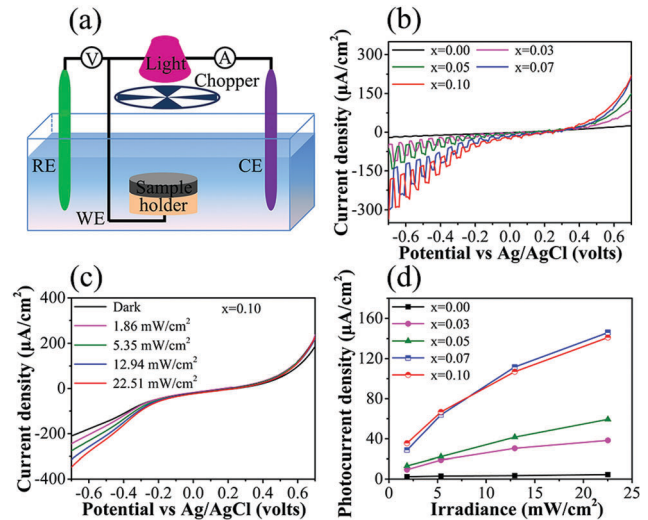 (a)
V
Light
A
Chopper
RE
CE
Sample
holder
WE
(b)
Current density (μA/cm²)
300
150
0
-150
-300
x=0.00
x=0.03
x=0.05
x=0.07
x=0.10
-0.6 -0.4 -0.2 0.0 0.2 0.4 0.6
Potential vs Ag/AgCl (volts)
(c)
Current density (μA/cm²)
400
200
0
-200
-400
Dark
x=0.10
1.86 mW/cm²
5.35 mW/cm²
12.94 mW/cm²
22.51 mW/cm²
-0.6 -0.4 -0.2 0.0 0.2 0.4 0.6
Potential vs Ag/AgCl (volts)
(d)
Photocurrent density (μA/cm²)
160
120
80
40
0
x=0.00
x=0.03
x=0.05
x=0.07
x=0.10
0 5 10 15 20 25
Irradiance (mW/cm²)